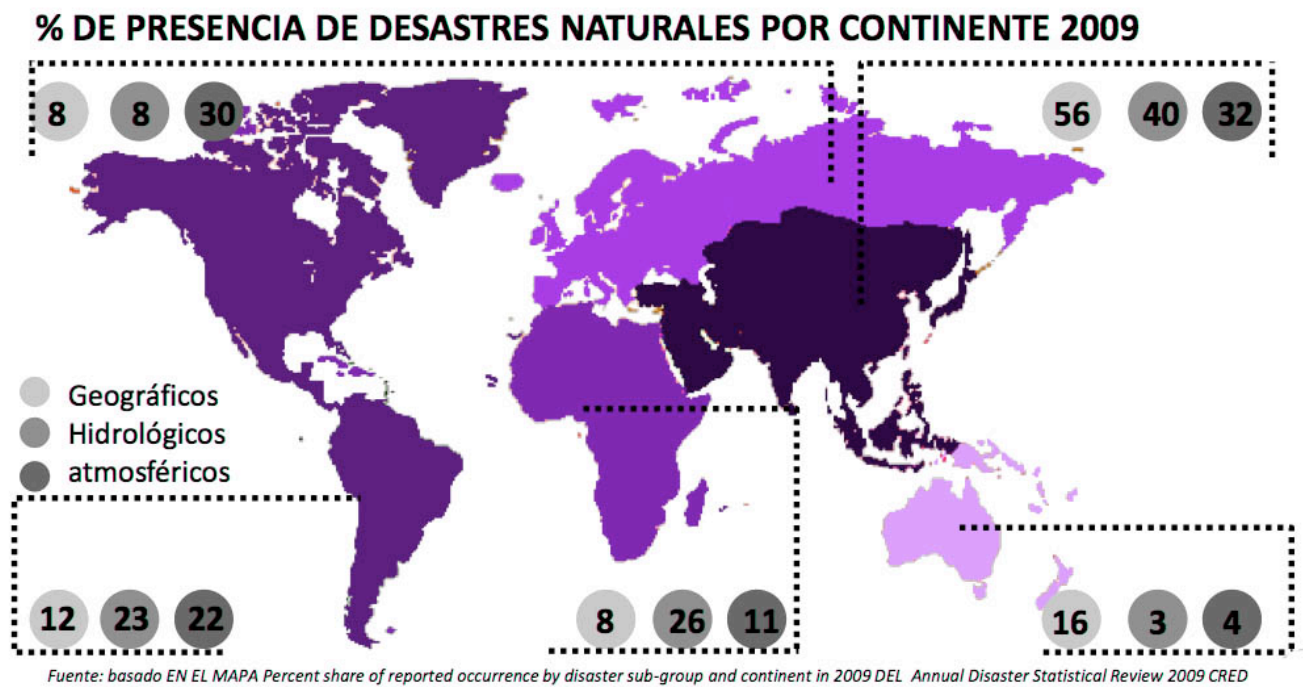 % DE PRESENCIA DE DESASTRES NATURALES POR CONTINENTE 2009
8 8 30
56 40 32
Geográficos
Hidrológicos
atmosféricos
12 23 22
8 26 11
16 3 4
Fuente: basado EN EL MAPA Percent share of reported occurrence by disaster sub-group and continent in 2009 DEL Annual Disaster Statistical Review 2009 CRED